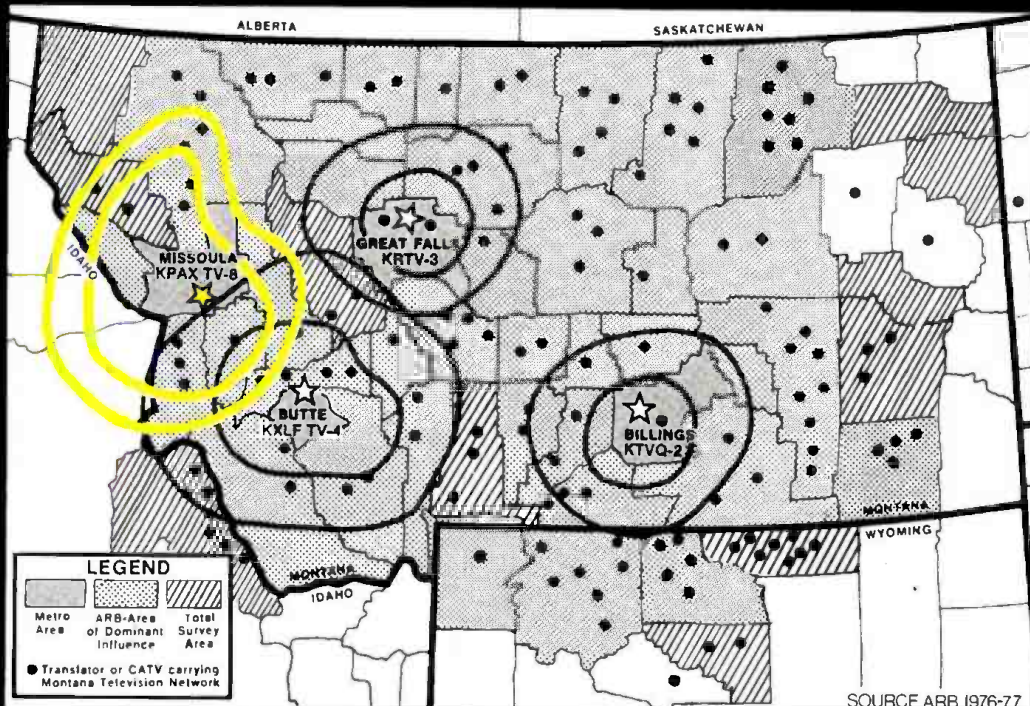 ALBERTA
SASKATCHEWAN
IDAHO
MISSOULA
KPAX TV-8
GREAT FALLS
KRTV-3
BUTTE
KXLF TV-4
BILLINGS
KTVQ-2
MONTANA
WYOMING
MONTANA
IDAHO
LEGEND
Metro
Area
ARB-Area
of Dominant
Influence
Total
Survey
Area
Translator or CATV carrying
Montana Television Network
SOURCE ARB 1976-77